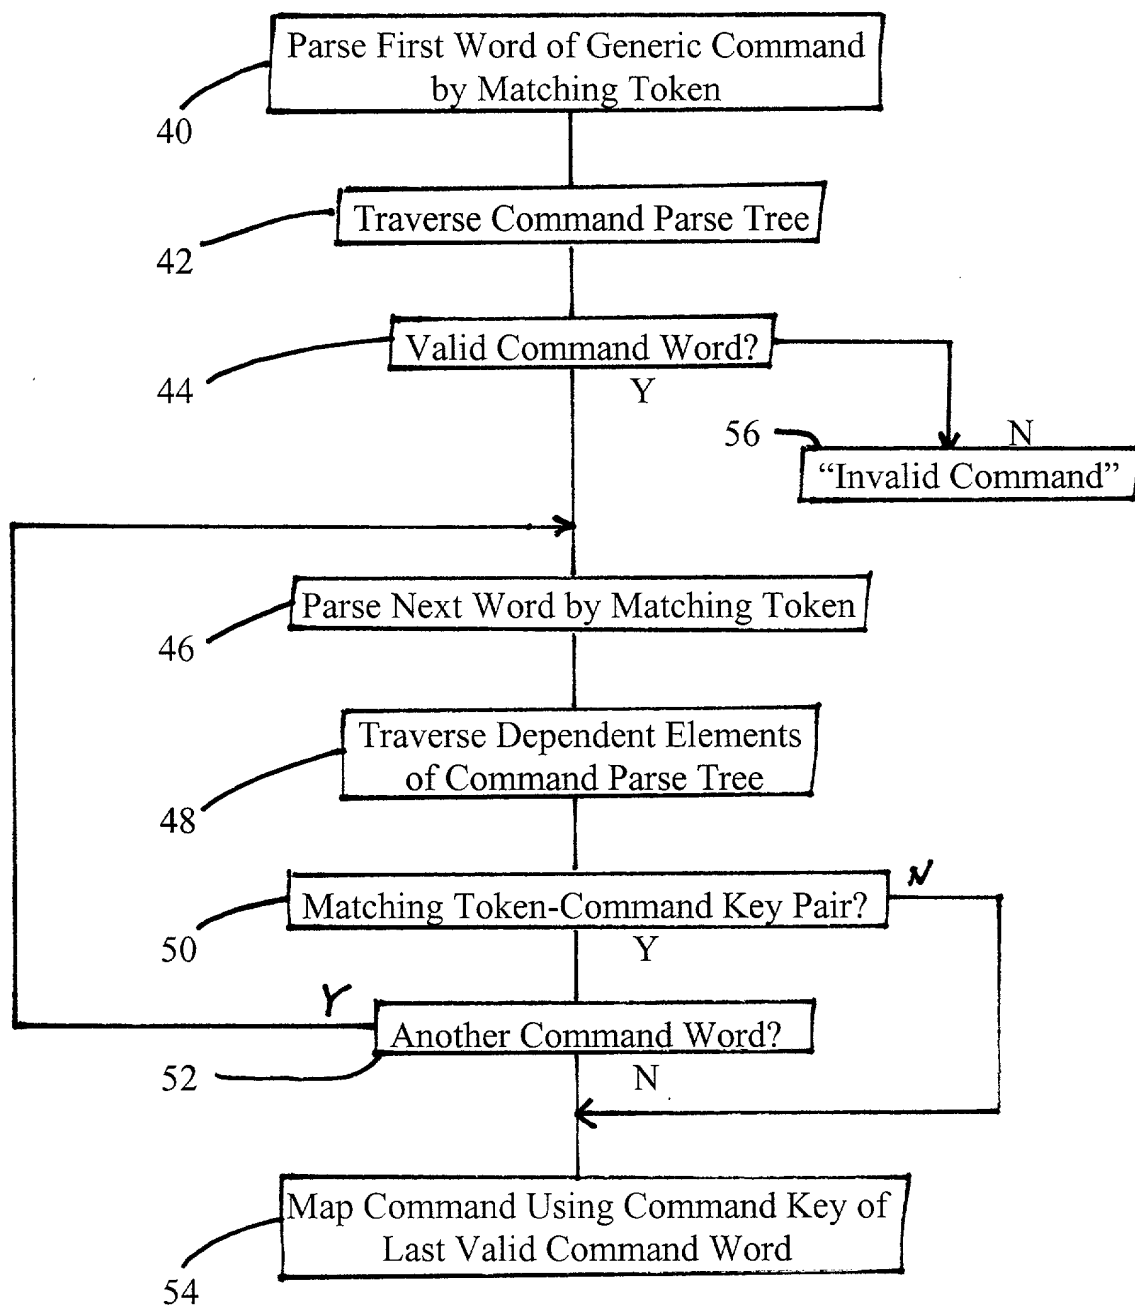 Parse First Word of Generic Command
by Matching Token
40
Traverse Command Parse Tree
42
Valid Command Word?
44
Y
56
N
“Invalid Command”
Parse Next Word by Matching Token
46
Traverse Dependent Elements
of Command Parse Tree
48
N
Matching Token-Command Key Pair?
50
Y
Y
Another Command Word?
52
N
Map Command Using Command Key of
Last Valid Command Word
54